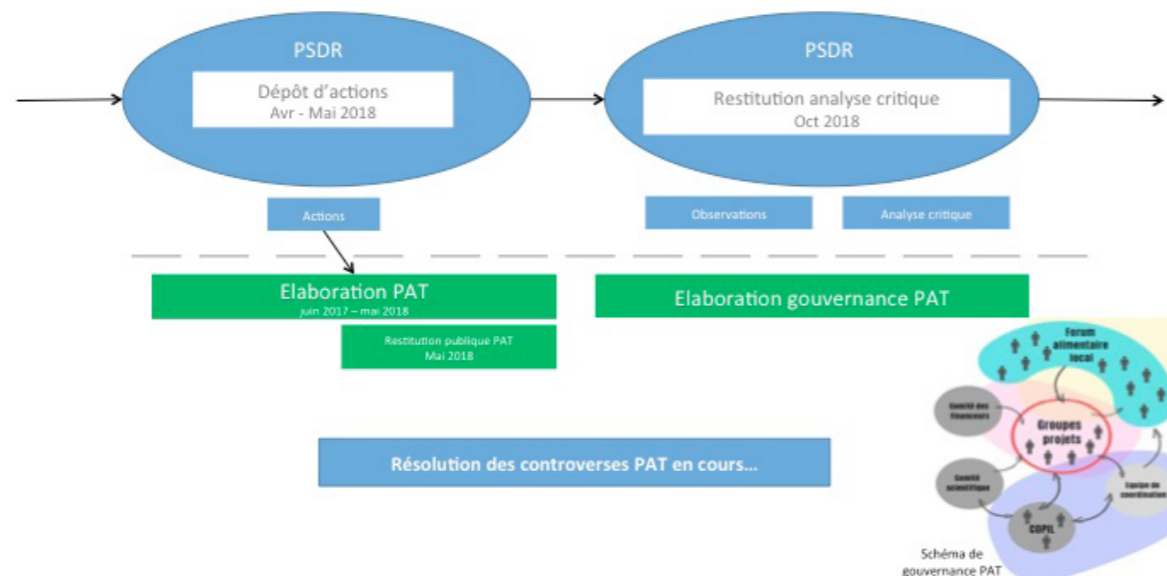 PSDR
Dépôt d'actions
Avr - Mai 2018
PSDR
Restitution analyse critique
Oct 2018
Actions
Observations
Analyse critique
Elaboration PAT
juin 2017 – mai 2018
Restitution publique PAT
Mai 2018
Elaboration gouvernance PAT
Résolution des controverses PAT en cours...
Forum
alimentaire
local
Comité des
financeurs
Groupes
projets
Comité
scientifique
Equipe de
coordination
COPIL
Schéma de
gouvernance PAT